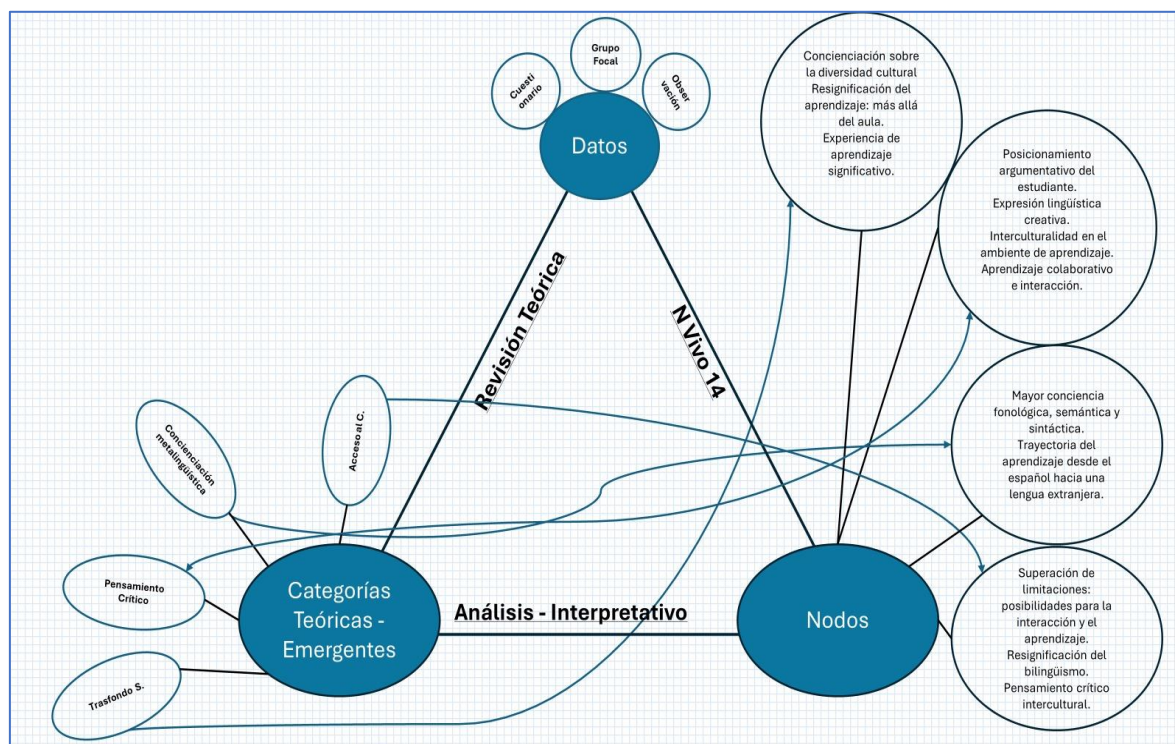 Cuesti
onario
Grupo
Focal
Obser
vación
Datos
Revisión Teórica
N Vivo 14
Concienciación sobre
la diversidad cultural
Resignificación del
aprendizaje: más allá
del aula.
Experiencia de
aprendizaje
significativo.
Posicionamiento
argumentativo del
estudiante.
Expresión lingüística
creativa.
Interculturalidad en el
ambiente de aprendizaje.
Aprendizaje colaborativo
e interacción.
Mayor conciencia
fonológica, semántica y
sintáctica.
Trayectoria del
aprendizaje desde el
español hacia una
lengua extranjera.
Superación de
limitaciones:
posibilidades para la
interacción y el
aprendizaje.
Resignificación del
bilingüismo.
Pensamiento crítico
intercultural.
Concienciación
metalingüística
Acceso al C.
Pensamiento
Crítico
Trasfondo S.
Categorías
Teóricas -
Emergentes
Análisis - Interpretativo
Nodos